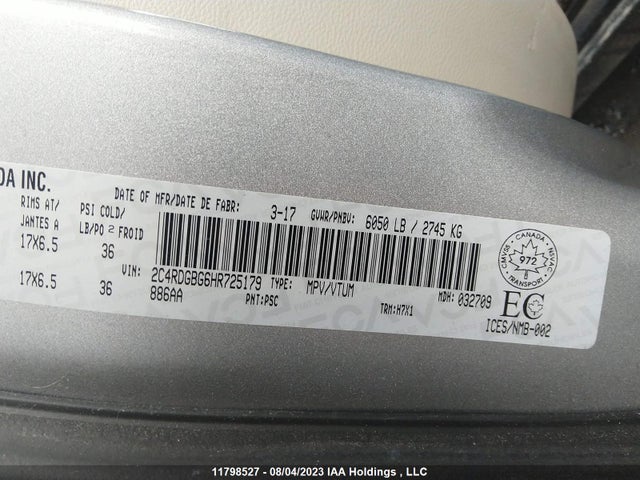 DA INC.
DATE OF MFR/DATE DE FABR: 3-17 GVWR/PNBV: 6050 LB / 2745 KG
RIMS AT/
JANTES A
PSI COLD/
LB/PO2 FROID
17X6.5 36
17X6.5 36
VIN: 2C4RDGBG6HR725179 TYPE: MPV/VTUM MDH: 032709
886AA PNT:PSC TRM:H7X1
CMVSS CANADA NSVAC
972
TRANSPORT
EC
ICES/NMB-002
11798527 - 08/04/2023 IAA Holdings , LLC